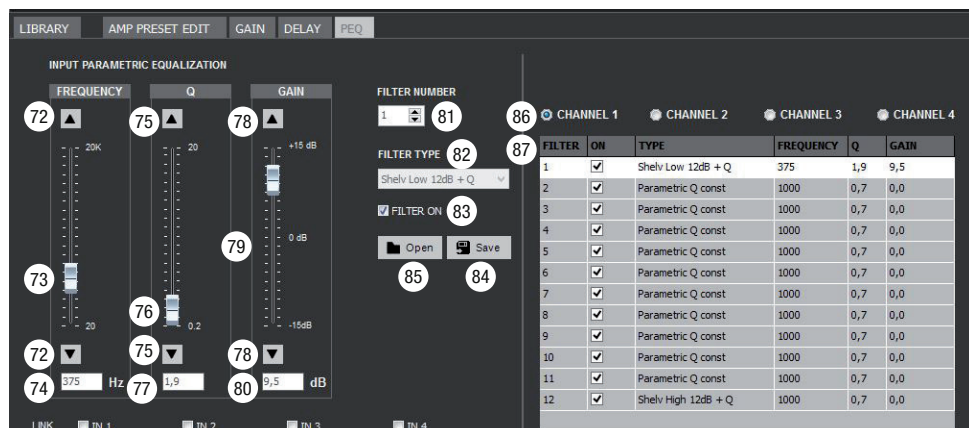 LIBRARY AMP PRESET EDIT GAIN DELAY PEQ
INPUT PARAMETRIC EQUALIZATION
FREQUENCY Q GAIN
72 75 78
20K 20 +15 dB
79 0 dB
73
76
20 0.2 -15dB
72 75 78
74 375 Hz 77 1,9 80 9,5 dB
LINK IN 1 IN 2 IN 3 IN 4
FILTER NUMBER
1 81
FILTER TYPE 82
Shelv Low 12dB + Q
FILTER ON 83
Open Save
85 84
86 CHANNEL 1 CHANNEL 2 CHANNEL 3 CHANNEL 4
87 FILTER ON TYPE FREQUENCY Q GAIN
1 Shelv Low 12dB + Q 375 1,9 9,5
2 Parametric Q const 1000 0,7 0,0
3 Parametric Q const 1000 0,7 0,0
4 Parametric Q const 1000 0,7 0,0
5 Parametric Q const 1000 0,7 0,0
6 Parametric Q const 1000 0,7 0,0
7 Parametric Q const 1000 0,7 0,0
8 Parametric Q const 1000 0,7 0,0
9 Parametric Q const 1000 0,7 0,0
10 Parametric Q const 1000 0,7 0,0
11 Parametric Q const 1000 0,7 0,0
12 Shelv High 12dB + Q 1000 0,7 0,0